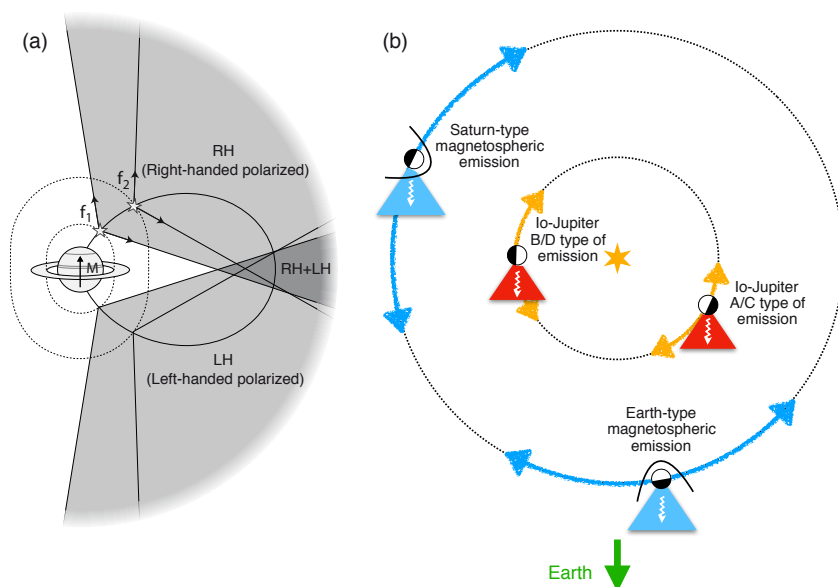 (a)
RH
(Right-handed polarized)
f2
f1
M
RH+LH
LH
(Left-handed polarized)
(b)
Saturn-type
magnetospheric
emission
Io-Jupiter
B/D type of
emission
Io-Jupiter
A/C type of
emission
Earth-type
magnetospheric
emission
Earth